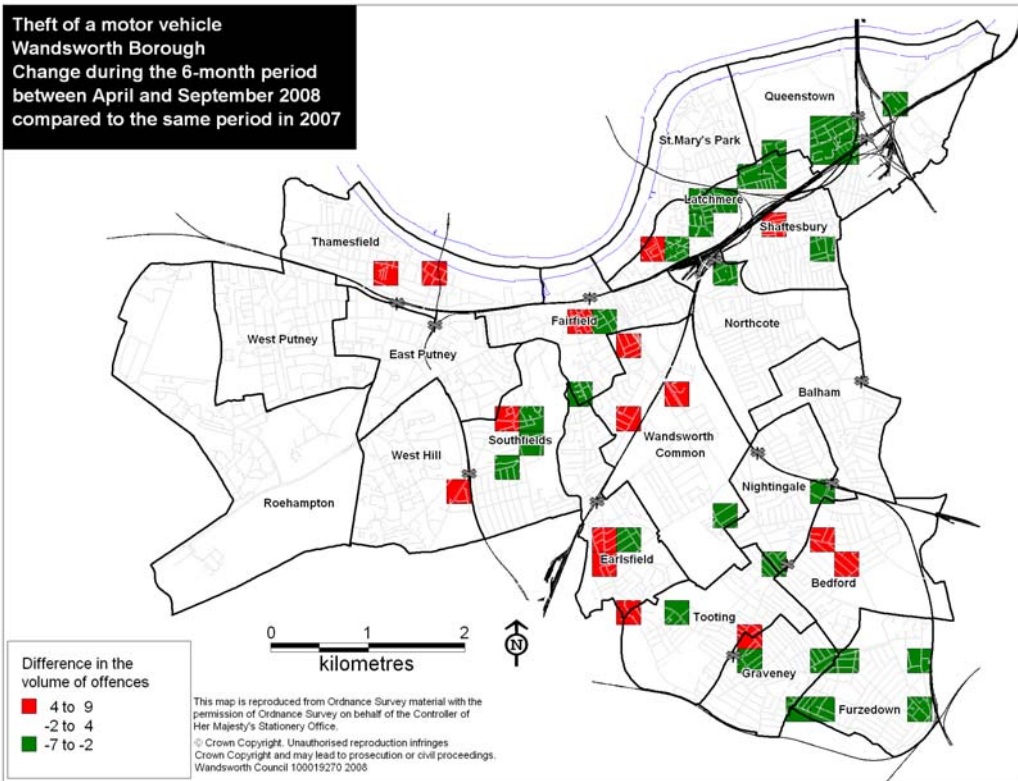 Theft of a motor vehicle
Wandsworth Borough
Change during the 6-month period
between April and September 2008
compared to the same period in 2007
Queenstown
St.Mary's Park
Latchmere
Shaftesbury
Thamesfield
Fairfield
Northcote
West Putney
East Putney
Balham
Southfields
West Hill
Wandsworth
Common
Nightingale
Roehampton
Earlsfield
Bedford
Tooting
Graveney
Furzedown
0 1 2
kilometres
N
Difference in the
volume of offences
4 to 9
-2 to 4
-7 to -2
This map is reproduced from Ordnance Survey material with the
permission of Ordnance Survey on behalf of the Controller of
Her Majesty's Stationery Office.
© Crown Copyright. Unauthorised reproduction infringes
Crown Copyright and may lead to prosecution or civil proceedings.
Wandsworth Council 100019270 2008